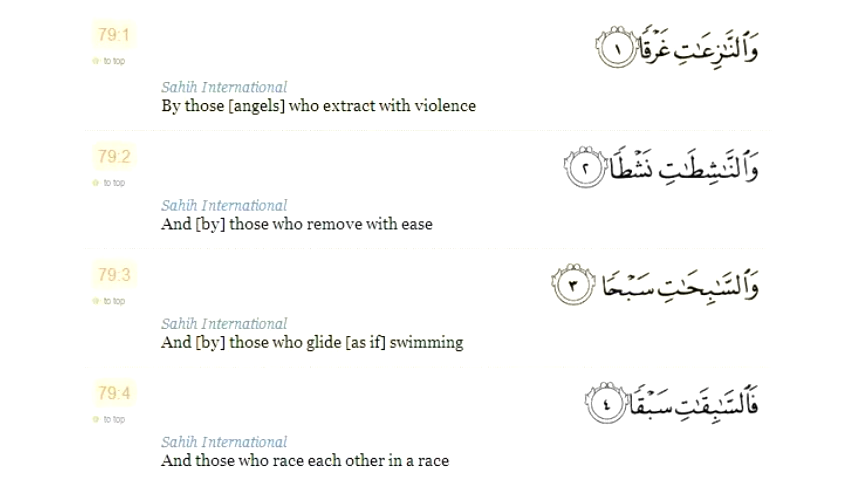 79:1
وَٱلنَّـٰزِعَـٰتِ غَرْقًا ١
to top
Sahih International
By those [angels] who extract with violence
79:2
وَٱلنَّـٰشِطَـٰتِ نَشْطًا ٢
to top
Sahih International
And [by] those who remove with ease
79:3
وَٱلسَّـٰبِحَـٰتِ سَبْحًا ٣
to top
Sahih International
And [by] those who glide [as if] swimming
79:4
فَٱلسَّـٰبِقَـٰتِ سَبْقًا ٤
to top
Sahih International
And those who race each other in a race